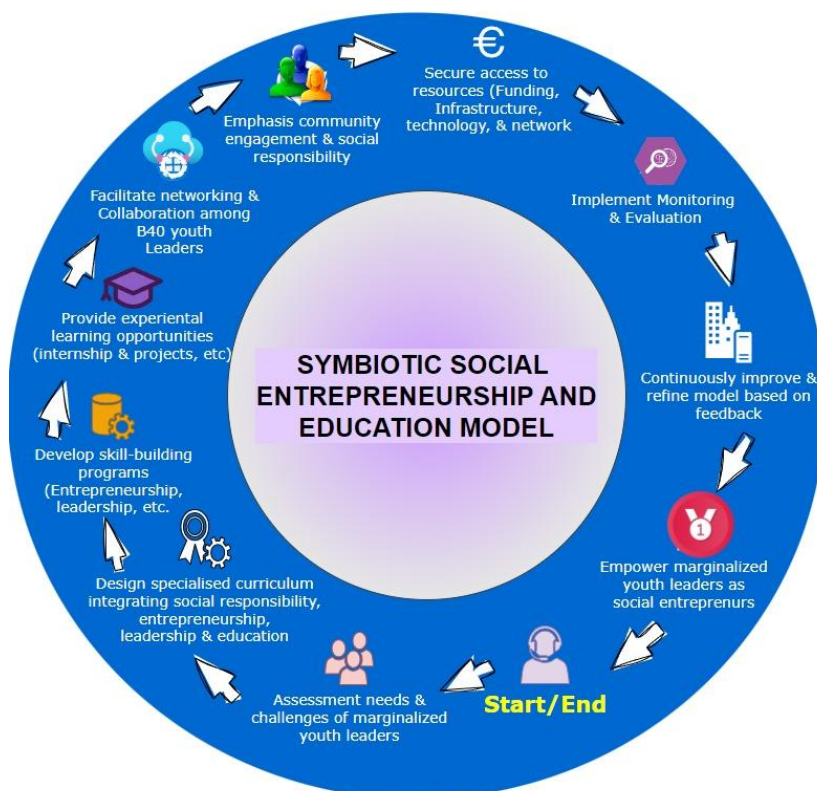 SYMBIOTIC SOCIAL
ENTREPRENEURSHIP AND
EDUCATION MODEL
Start/End
Assessment needs &
challenges of marginalized
youth leaders
Design specialised curriculum
integrating social responsibility,
entrepreneurship,
leadership & education
Develop skill-building
programs
(Entrepreneurship,
leadership, etc.
Provide experiental
learning opportunities
(internship & projects, etc)
Facilitate networking &
Collaboration among
B40 youth
Leaders
Emphasis community
engagement & social
responsibility
€
Secure access to
resources (Funding,
Infrastructure,
technology, & network
Implement Monitoring
& Evaluation
Continuously improve &
refine model based on
feedback
1
Empower marginalized
youth leaders as
social entreprenurs